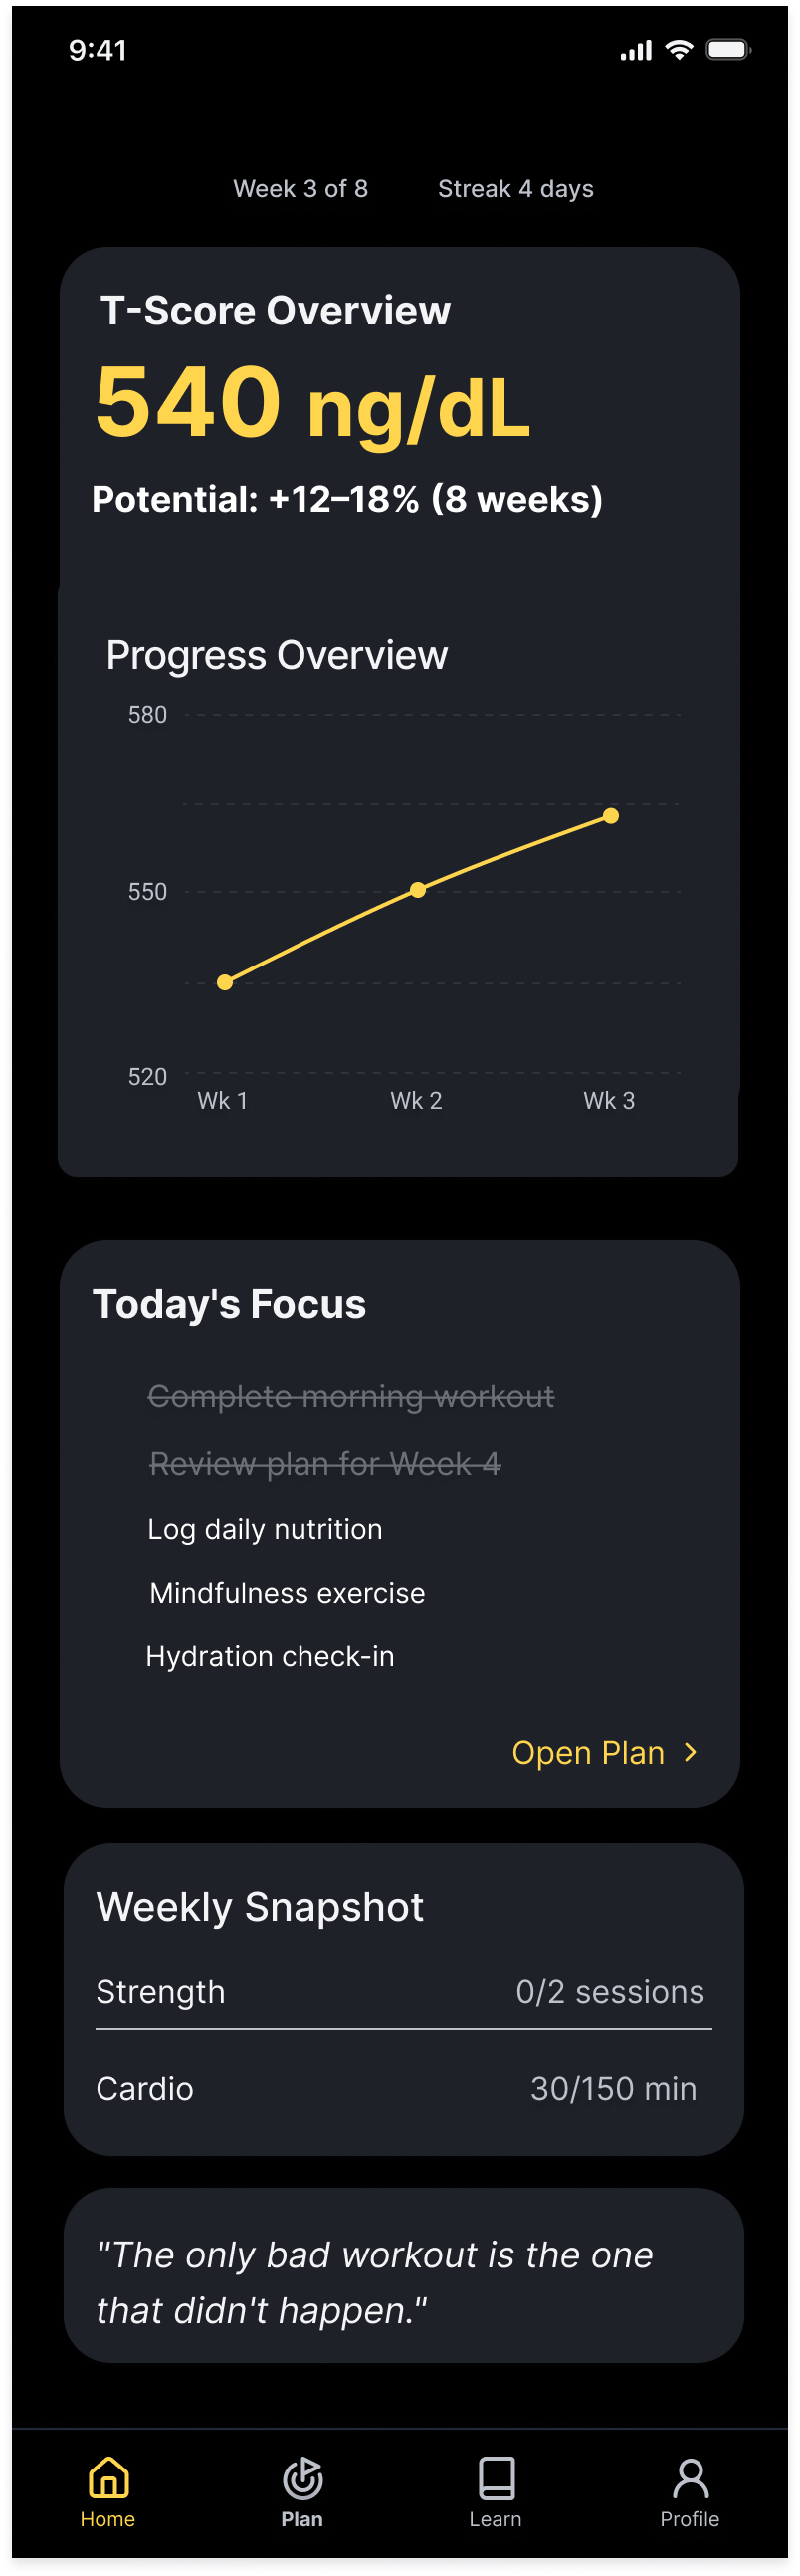 9:41
Week 3 of 8 Streak 4 days
T-Score Overview
540 ng/dL
Potential: +12–18% (8 weeks)
Progress Overview
580
550
520
Wk 1 Wk 2 Wk 3
Today's Focus
Complete morning workout
Review plan for Week 4
Log daily nutrition
Mindfulness exercise
Hydration check-in
Open Plan
Weekly Snapshot
Strength 0/2 sessions
Cardio 30/150 min
"The only bad workout is the one
that didn't happen."
Home Plan Learn Profile